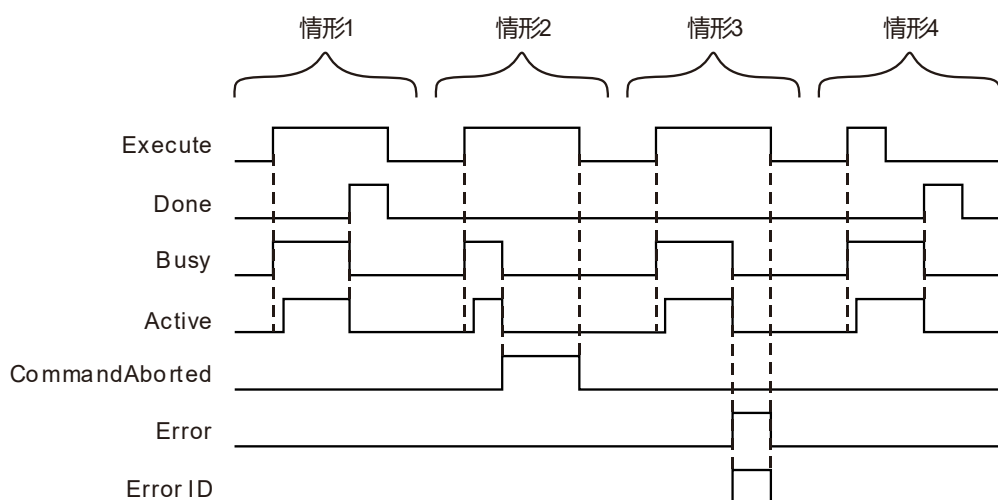 情形1 情形2 情形3 情形4
Execute
Done
Busy
Active
CommandAborted
Error
Error ID